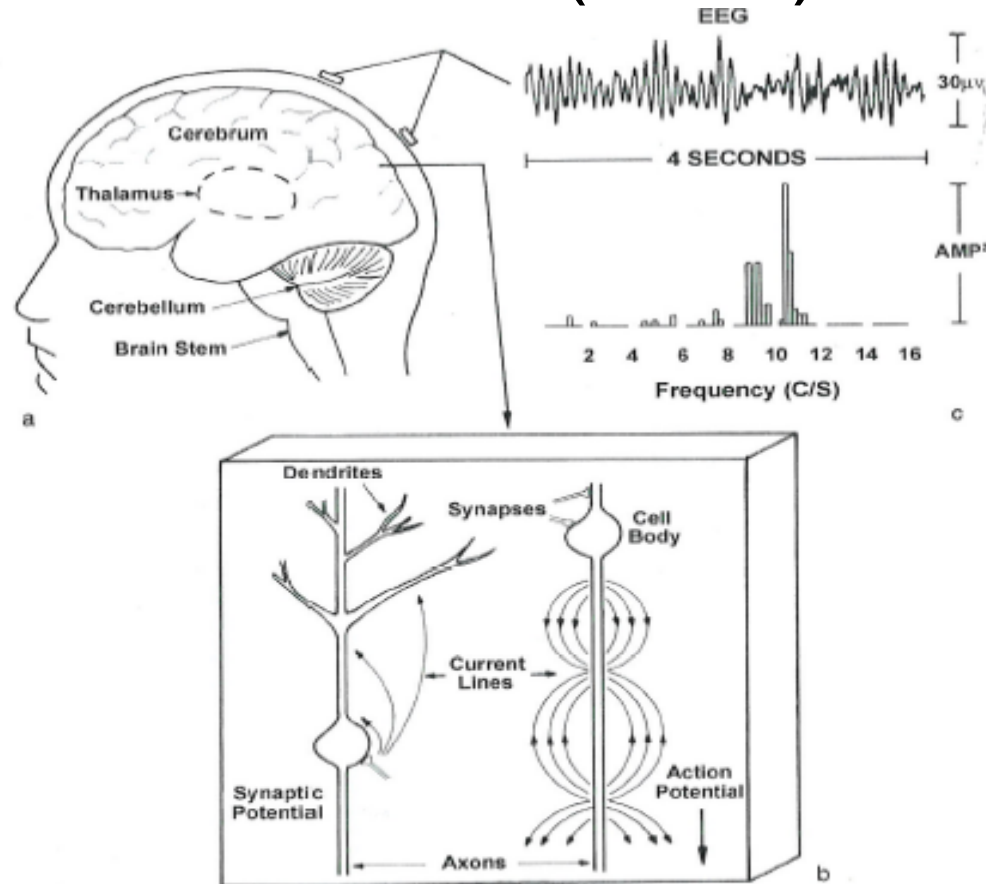 EEG
30μv
4 SECONDS
Cerebrum
Thalamus
Cerebellum
Brain Stem
a
AMP²
2 4 6 8 10 12 14 16
Frequency (C/S)
c
Dendrites
Synapses
Cell
Body
Current
Lines
Synaptic
Potential
Action
Potential
Axons
b